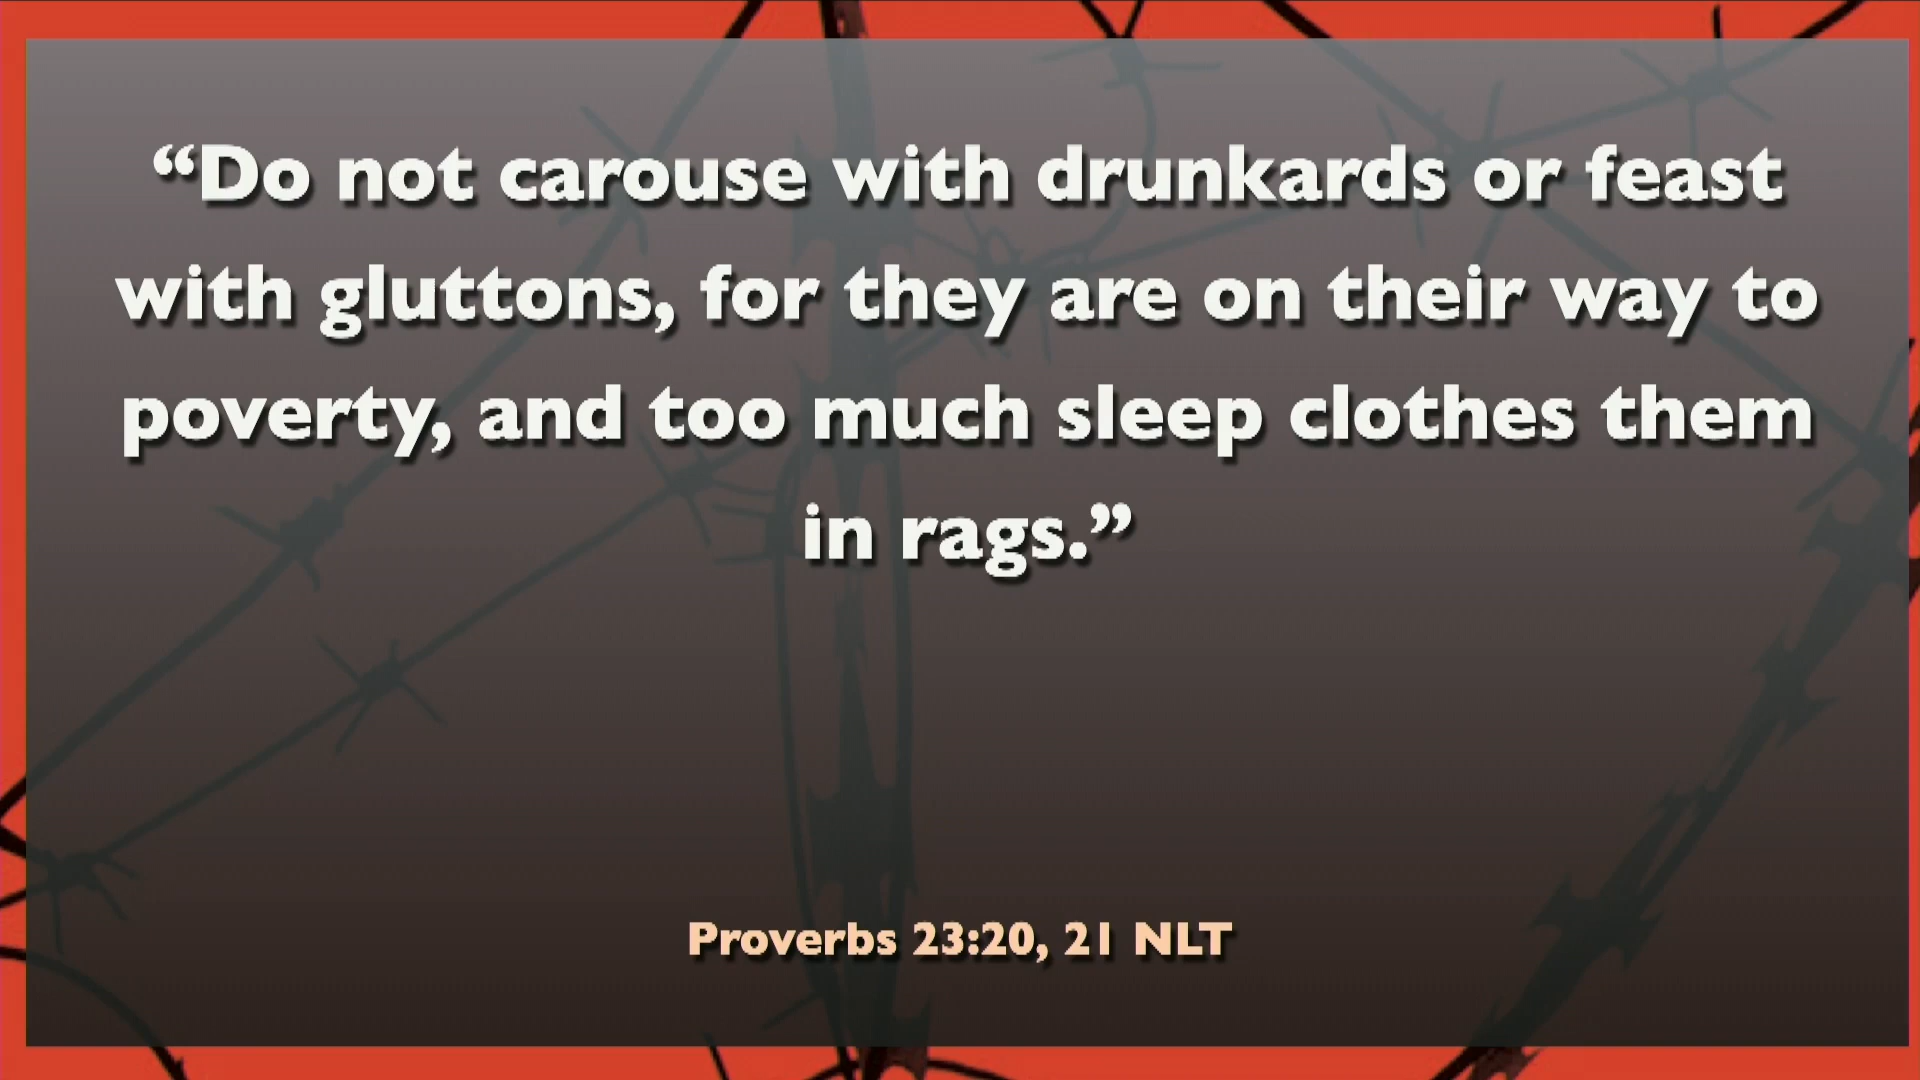 “Do not carouse with drunkards or feast
with gluttons, for they are on their way to
poverty, and too much sleep clothes them
in rags.”
Proverbs 23:20, 21 NLT